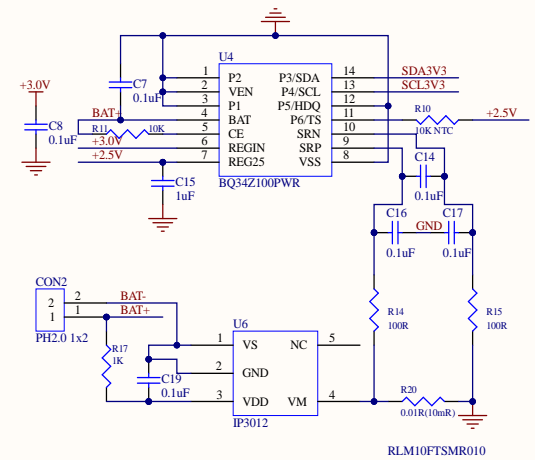 U4
C7
0.1uF
+3.0V
C8
0.1uF
BAT+
R11
10K
+3.0V
+2.5V
1 P2
2 VEN
3 P1
4 BAT
5 CE
6 REGIN
7 REG25
P3/SDA 14
P4/SCL 13
P5/HDQ 12
P6/TS 11
SRN 10
SRP 9
VSS 8
BQ34Z100PWR
SDA3V3
SCL3V3
R10
10K NTC
+2.5V
C14
0.1uF
C15
1uF
C16
0.1uF
GND
C17
0.1uF
CON2
2 2
1 1
BAT-
BAT+
PH2.0 1x2
R17
1K
C19
0.1uF
U6
1 VS
2 GND
3 VDD
NC 5
VM 4
IP3012
R14
100R
R15
100R
R20
0.01R(10mR)
RLM10FTSMR010